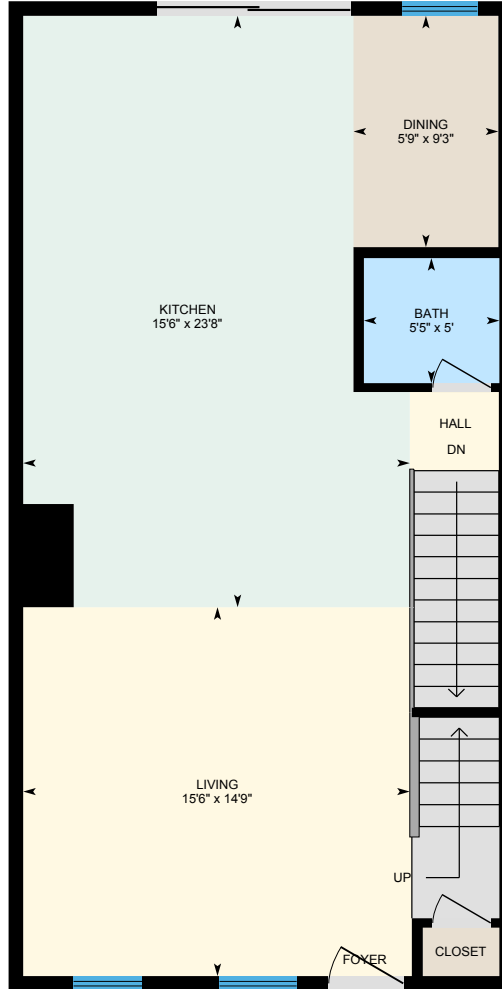 DINING
5'9" x 9'3"
KITCHEN
15'6" x 23'8"
BATH
5'5" x 5'
HALL
DN
LIVING
15'6" x 14'9"
UP
FOYER
CLOSET